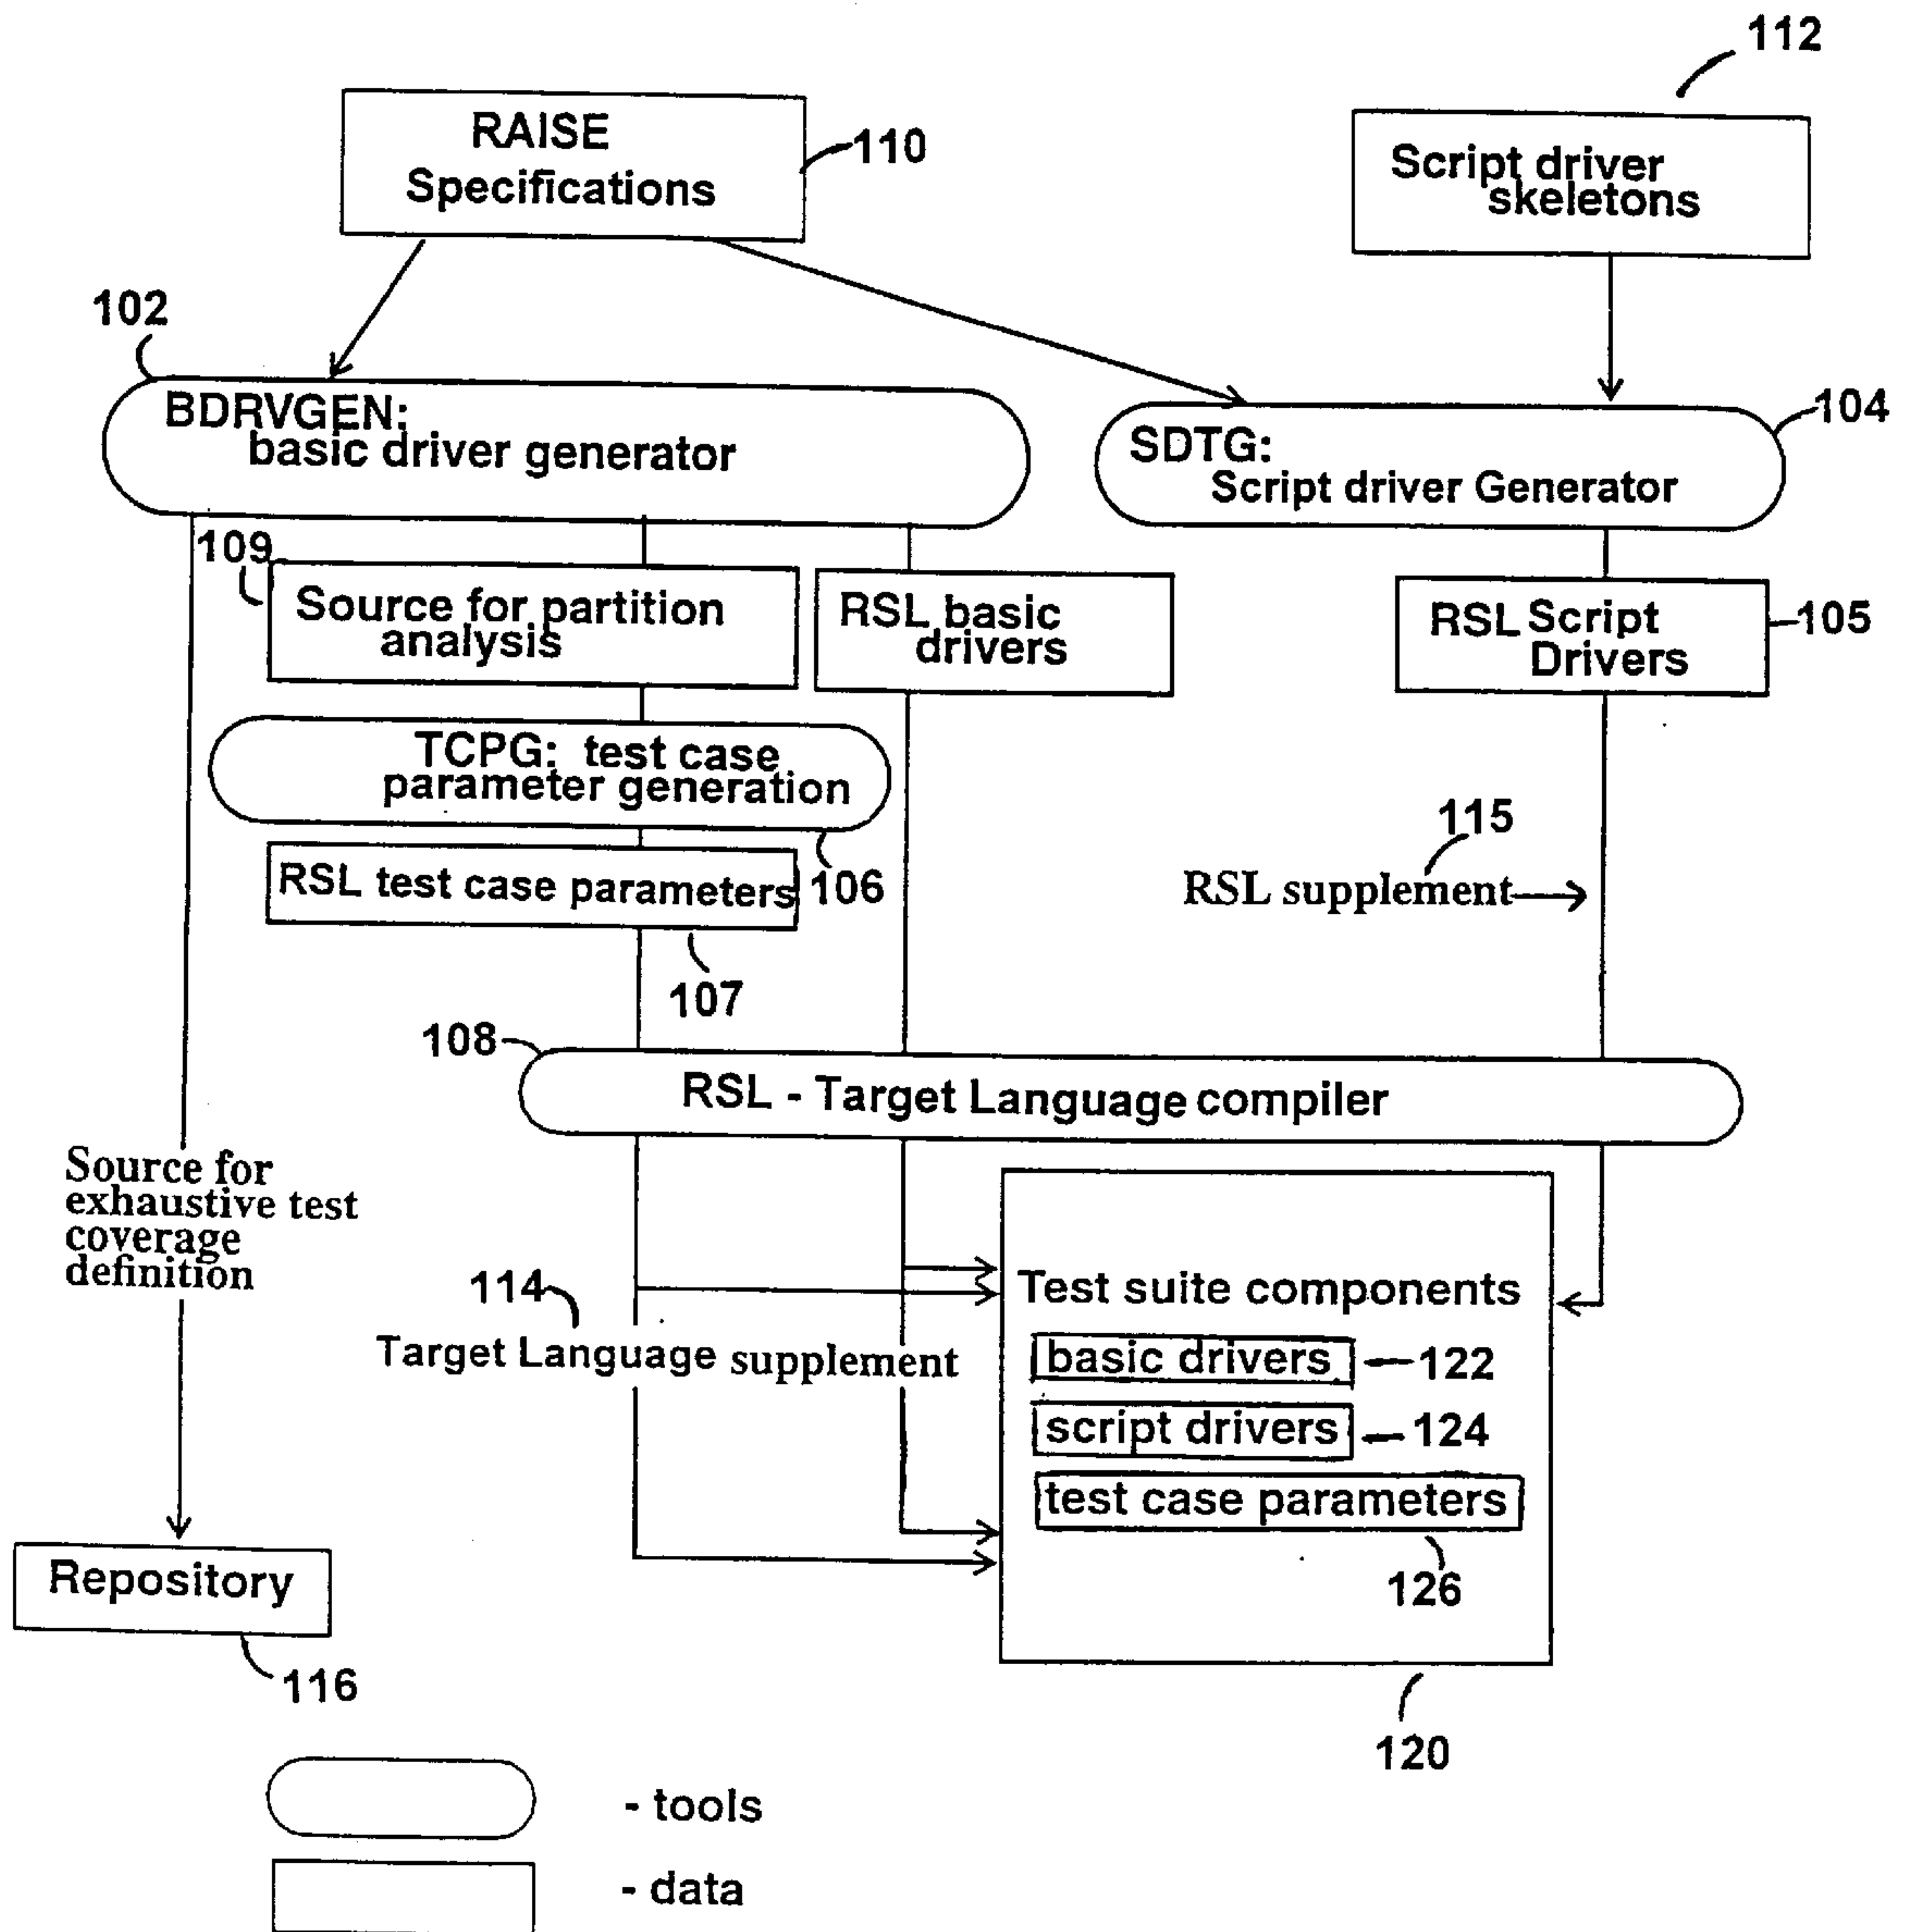 112
RAISE
Specifications
110
Script driver
skeletons
102
BDRVGEN:
basic driver generator
104
SDTG:
Script driver Generator
109
Source for partition
analysis
RSL basic
drivers
RSL Script
Drivers
105
TCPG: test case
parameter generation
115
RSL test case parameters
106
RSL supplement
107
108
RSL - Target Language compiler
Source for
exhaustive test
coverage
definition
114
Test suite components
Target Language supplement
basic drivers
122
script drivers
124
test case parameters
126
Repository
116
120
- tools
- data